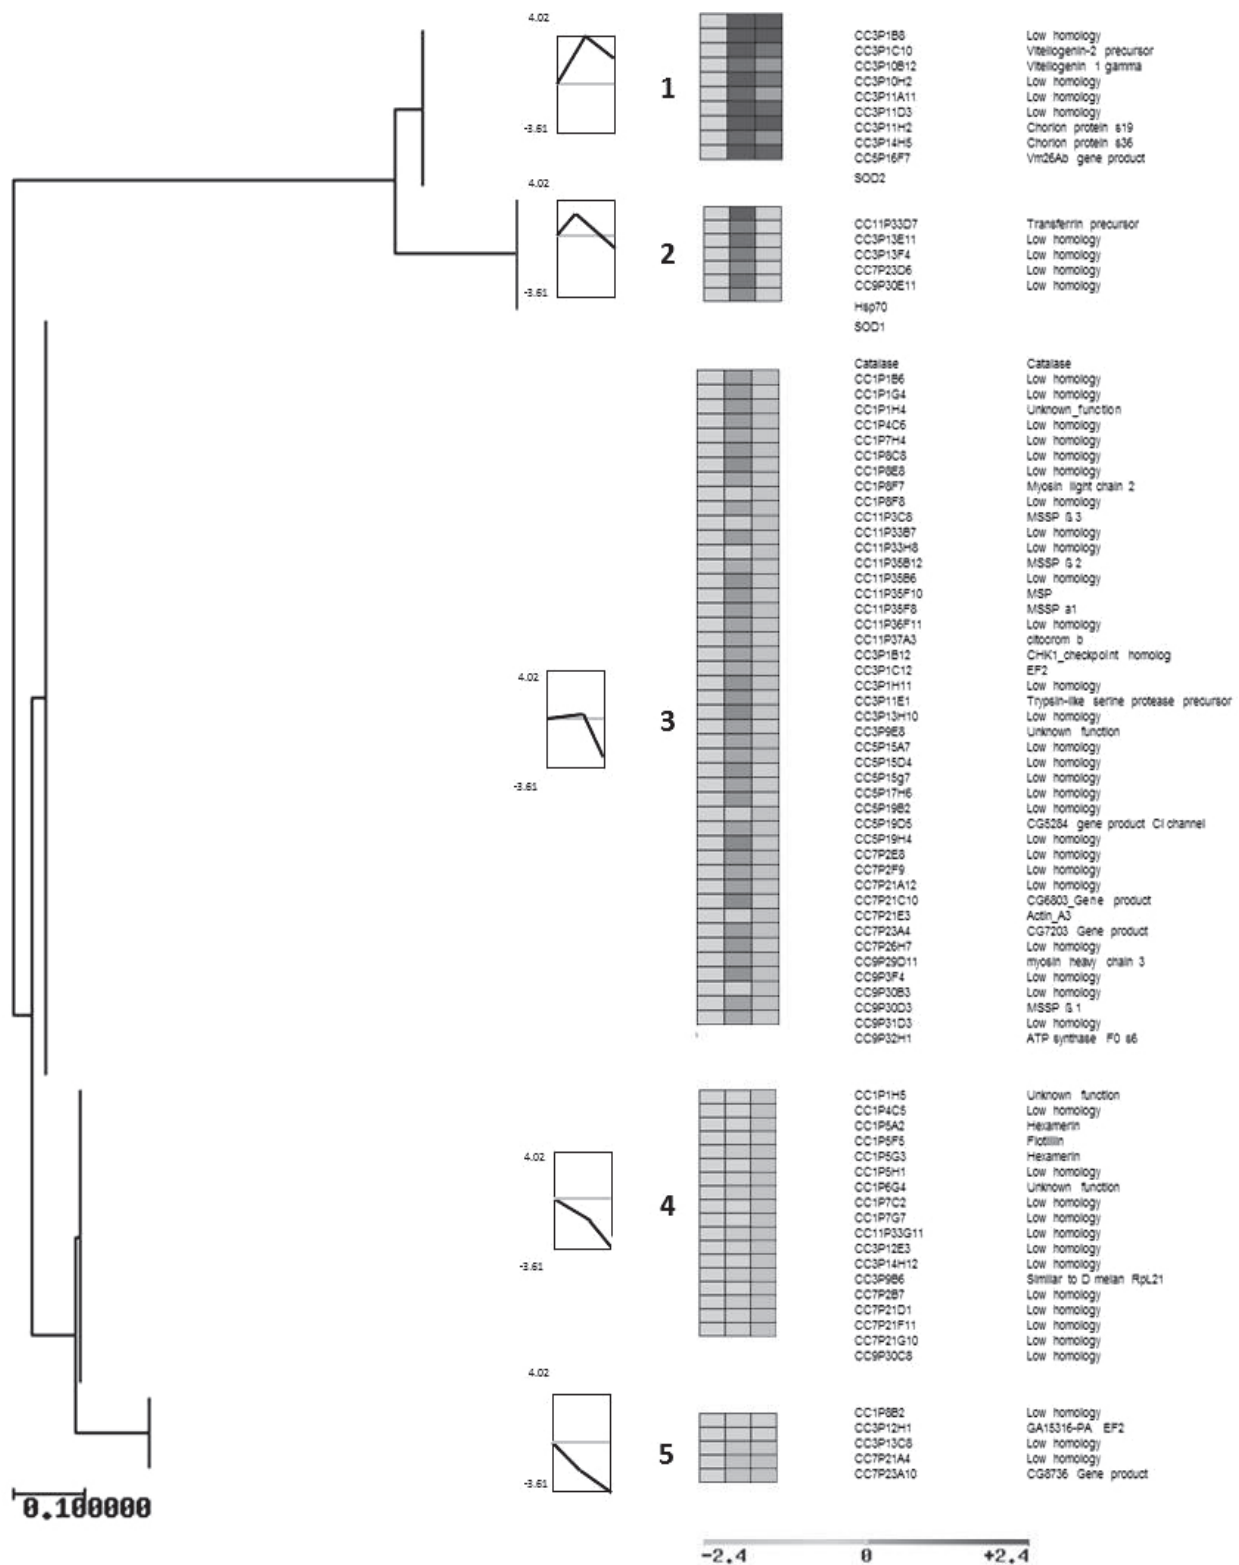 4.02
-3.61
1
CC3P1B8 Low homology
CC3P1C10 Vitellogenin-2 precursor
CC3P10B12 Vitellogenin 1 gamma
CC3P10H2 Low homology
CC3P11A11 Low homology
CC3P11D3 Low homology
CC3P11H2 Chorion protein s19
CC3P14H5 Chorion protein s36
CC5P16F7 Vm26Ab gene product
SOD2
4.02
-3.61
2
CC11P33D7 Transferrin precursor
CC3P13E11 Low homology
CC3P13F4 Low homology
CC7P23D6 Low homology
CC9P30E11 Low homology
Hsp70
SOD1
Catalase Catalase
CC1P1B6 Low homology
CC1P1G4 Low homology
CC1P1H4 Unknown_function
CC1P4C6 Low homology
CC1P7H4 Low homology
CC1P8C8 Low homology
CC1P8E8 Low homology
CC1P8F7 Myosin light chain 2
CC1P8F8 Low homology
CC11P3C8 MSSP ß3
CC11P33B7 Low homology
CC11P33H8 Low homology
CC11P35B12 MSSP ß2
CC11P35B6 Low homology
CC11P35F10 MSP
CC11P35F8 MSSP a1
CC11P36F11 Low homology
CC11P37A3 citocrom b
CC3P1B12 CHK1_checkpoint homolog
CC3P1C12 EF2
CC3P1H11 Low homology
CC3P11E1 Trypsin-like serine protease precursor
CC3P13H10 Low homology
CC3P9E8 Unknown function
CC5P15A7 Low homology
CC5P15D4 Low homology
CC5P15g7 Low homology
CC5P17H6 Low homology
CC5P19B2 Low homology
CC5P19D5 CG5284 gene product Cl channel
CC5P19H4 Low homology
CC7P2E8 Low homology
CC7P2F9 Low homology
CC7P21A12 Low homology
CC7P21C10 CG6803_Gene product
CC7P21E3 Actin_A3
CC7P23A4 CG7203 Gene product
CC7P26H7 Low homology
CC9P29D11 myosin heavy chain 3
CC9P3F4 Low homology
CC9P30B3 Low homology
CC9P30D3 MSSP ß1
CC9P31D3 Low homology
CC9P32H1 ATP synthase F0 s6
4.02
-3.61
3
CC1P1H5 Unknown function
CC1P4C5 Low homology
CC1P5A2 Hexamerin
CC1P5F5 Flotillin
CC1P5G3 Hexamerin
CC1P5H1 Low homology
CC1P6G4 Unknown function
CC1P7C2 Low homology
CC1P7G7 Low homology
CC11P33G11 Low homology
CC3P12E3 Low homology
CC3P14H12 Low homology
CC3P9B6 Similar to D melan RpL21
CC7P2B7 Low homology
CC7P21D1 Low homology
CC7P21F11 Low homology
CC7P21G10 Low homology
CC9P30C8 Low homology
4.02
-3.61
4
4.02
-3.61
5
CC1P8B2 Low homology
CC3P12H1 GA15316-PA EF2
CC3P13C8 Low homology
CC7P21A4 Low homology
CC7P23A10 CG8736 Gene product
0.100000
-2.4 0 +2.4